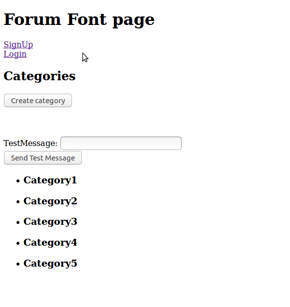 Forum Font page
SignUp
Login
Categories
Create category
TestMessage:
Send Test Message
Category1
Category2
Category3
Category4
Category5